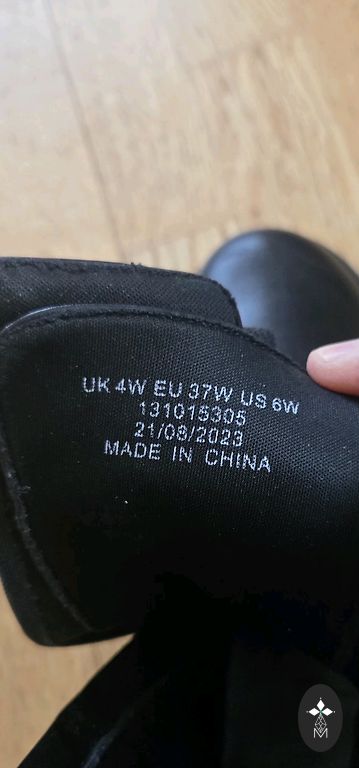 UK 4W EU 37W US 6W
131015305
21/08/2023
MADE IN CHINA
M